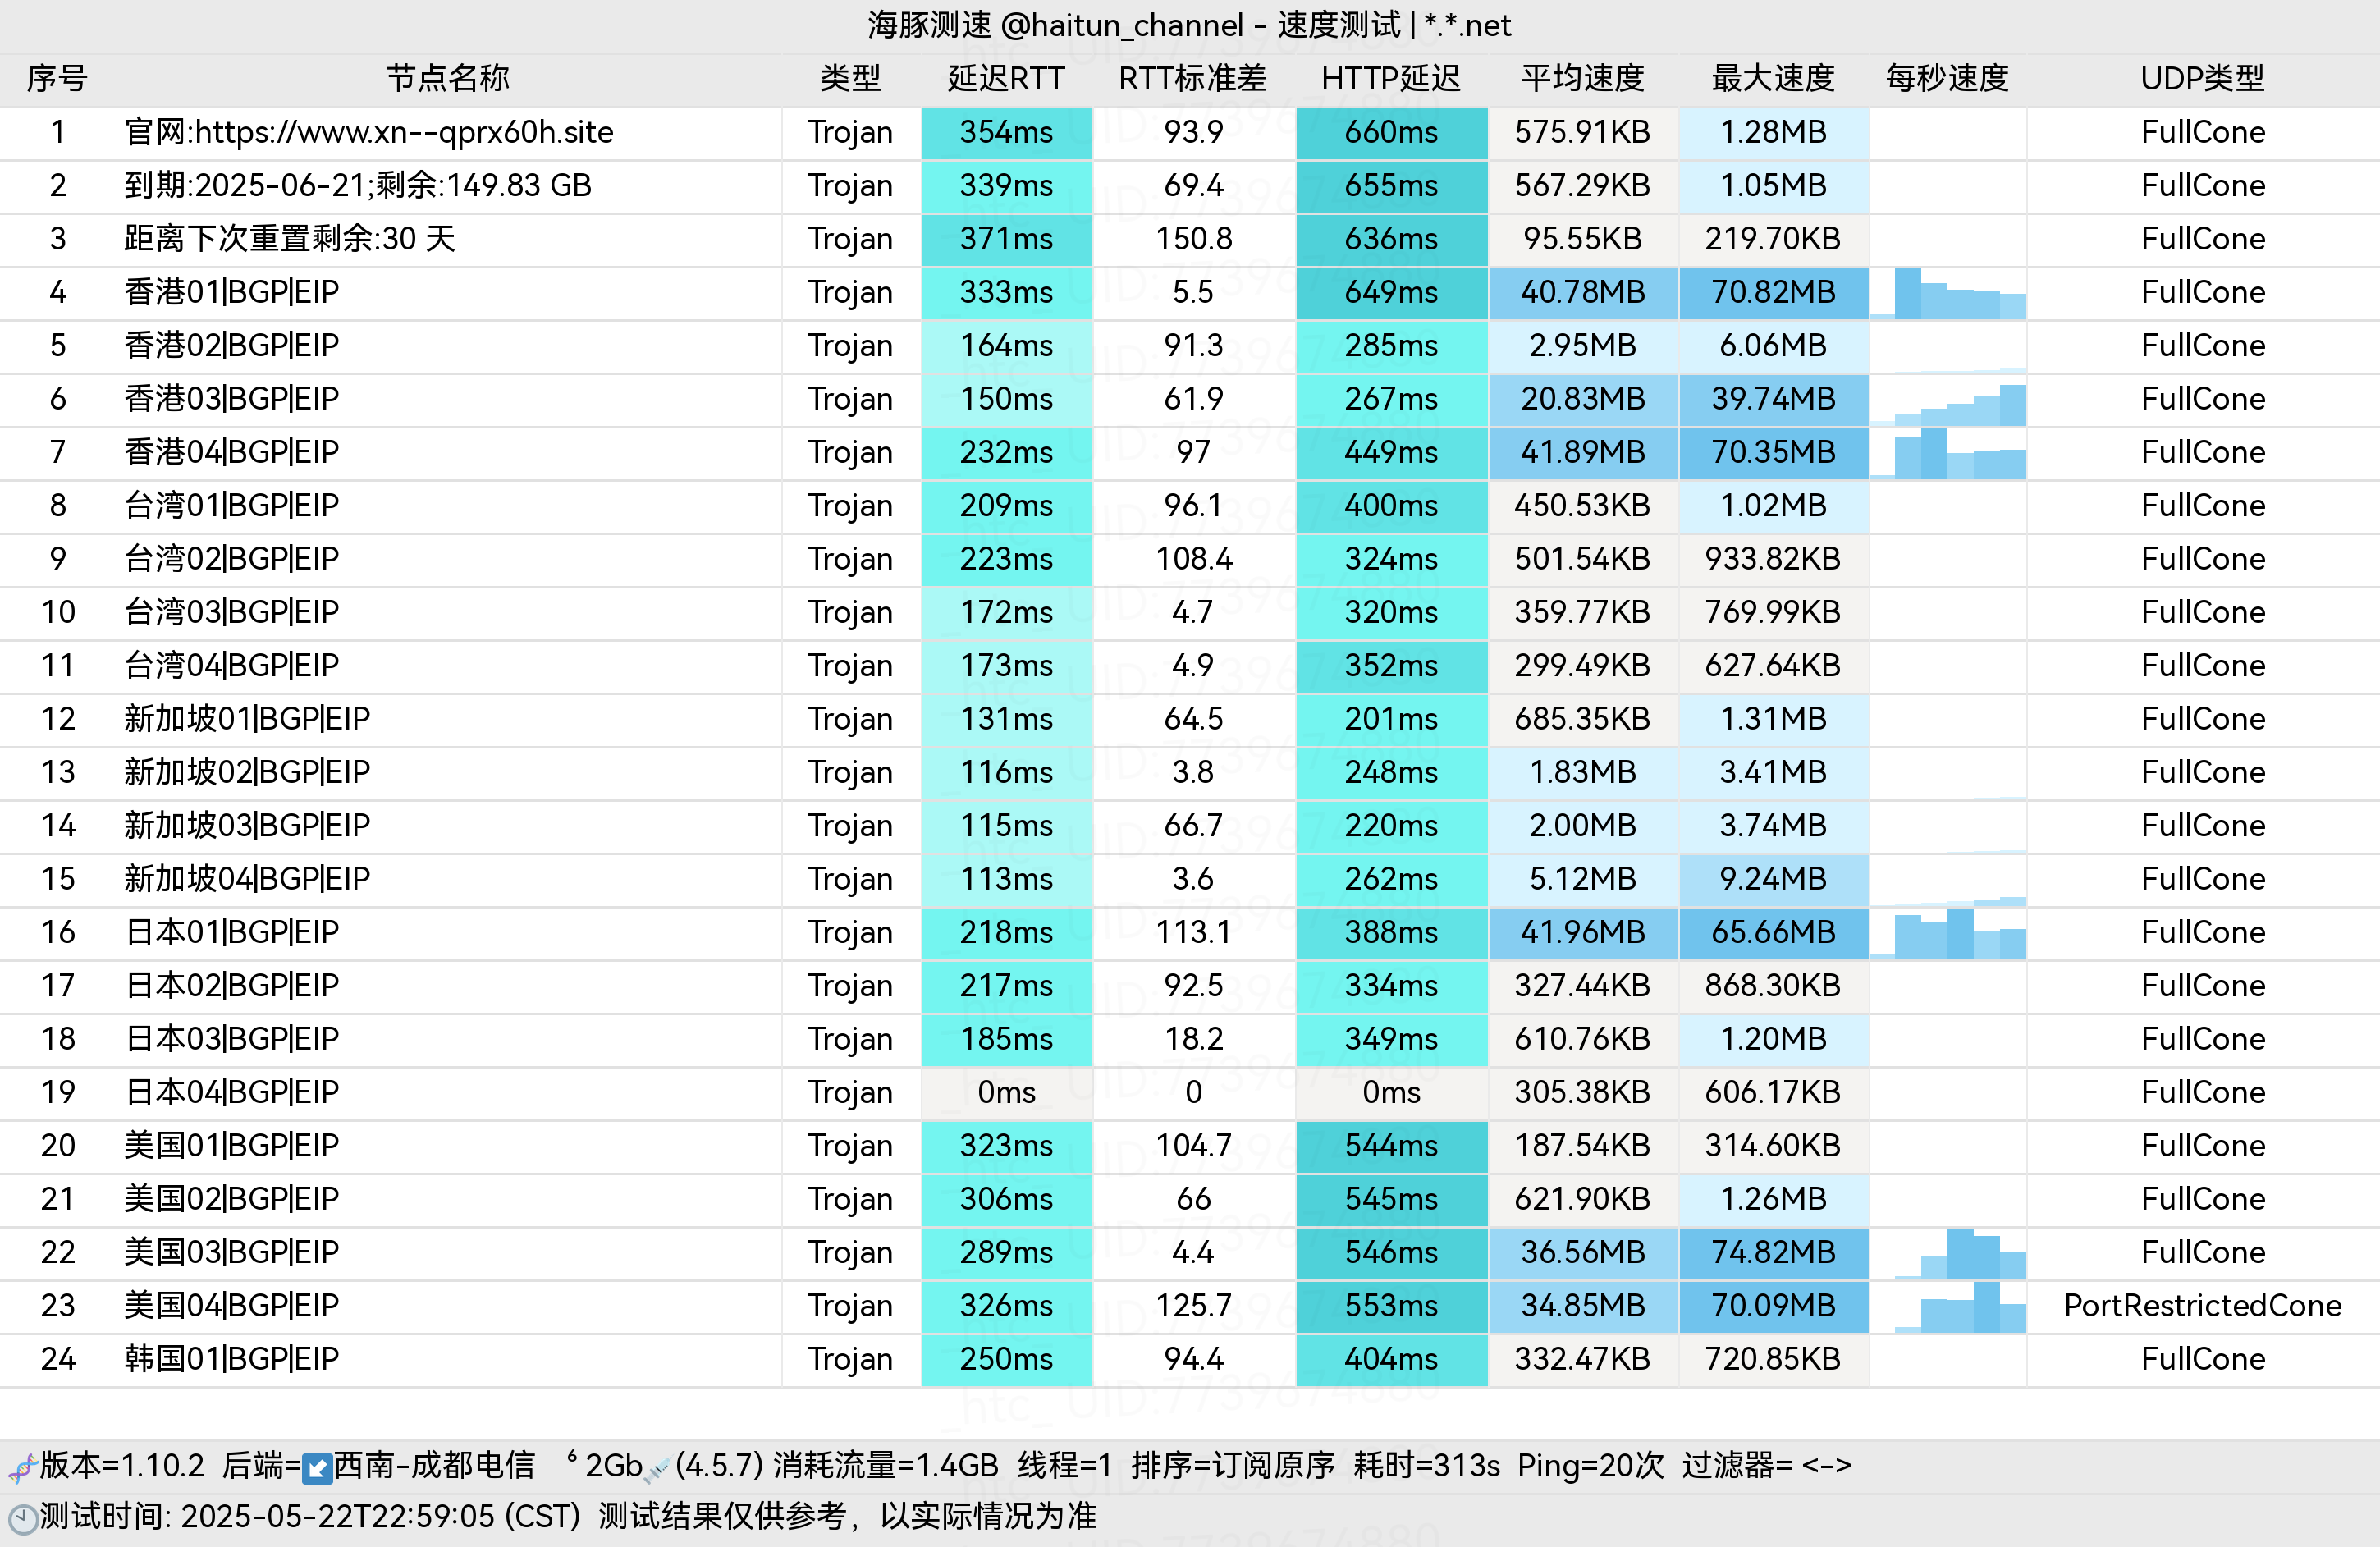 海豚测速 @haitun_channel - 速度测试 | *.*.net
序号 节点名称 类型 延迟RTT RTT标准差 HTTP延迟 平均速度 最大速度 每秒速度 UDP类型
1 官网:https://www.xn--qprx60h.site Trojan 354ms 93.9 660ms 575.91KB 1.28MB FullCone
2 到期:2025-06-21;剩余:149.83 GB Trojan 339ms 69.4 655ms 567.29KB 1.05MB FullCone
3 距离下次重置剩余:30 天 Trojan 371ms 150.8 636ms 95.55KB 219.70KB FullCone
4 香港01|BGP|EIP Trojan 333ms 5.5 649ms 40.78MB 70.82MB FullCone
5 香港02|BGP|EIP Trojan 164ms 91.3 285ms 2.95MB 6.06MB FullCone
6 香港03|BGP|EIP Trojan 150ms 61.9 267ms 20.83MB 39.74MB FullCone
7 香港04|BGP|EIP Trojan 232ms 97 449ms 41.89MB 70.35MB FullCone
8 台湾01|BGP|EIP Trojan 209ms 96.1 400ms 450.53KB 1.02MB FullCone
9 台湾02|BGP|EIP Trojan 223ms 108.4 324ms 501.54KB 933.82KB FullCone
10 台湾03|BGP|EIP Trojan 172ms 4.7 320ms 359.77KB 769.99KB FullCone
11 台湾04|BGP|EIP Trojan 173ms 4.9 352ms 299.49KB 627.64KB FullCone
12 新加坡01|BGP|EIP Trojan 131ms 64.5 201ms 685.35KB 1.31MB FullCone
13 新加坡02|BGP|EIP Trojan 116ms 3.8 248ms 1.83MB 3.41MB FullCone
14 新加坡03|BGP|EIP Trojan 115ms 66.7 220ms 2.00MB 3.74MB FullCone
15 新加坡04|BGP|EIP Trojan 113ms 3.6 262ms 5.12MB 9.24MB FullCone
16 日本01|BGP|EIP Trojan 218ms 113.1 388ms 41.96MB 65.66MB FullCone
17 日本02|BGP|EIP Trojan 217ms 92.5 334ms 327.44KB 868.30KB FullCone
18 日本03|BGP|EIP Trojan 185ms 18.2 349ms 610.76KB 1.20MB FullCone
19 日本04|BGP|EIP Trojan 0ms 0 0ms 305.38KB 606.17KB FullCone
20 美国01|BGP|EIP Trojan 323ms 104.7 544ms 187.54KB 314.60KB FullCone
21 美国02|BGP|EIP Trojan 306ms 66 545ms 621.90KB 1.26MB FullCone
22 美国03|BGP|EIP Trojan 289ms 4.4 546ms 36.56MB 74.82MB FullCone
23 美国04|BGP|EIP Trojan 326ms 125.7 553ms 34.85MB 70.09MB PortRestrictedCone
24 韩国01|BGP|EIP Trojan 250ms 94.4 404ms 332.47KB 720.85KB FullCone
🧬版本=1.10.2 后端=↙️西南-成都电信 ⁶ 2Gb💉(4.5.7) 消耗流量=1.4GB 线程=1 排序=订阅原序 耗时=313s Ping=20次 过滤器= <->
🕙测试时间: 2025-05-22T22:59:05 (CST) 测试结果仅供参考，以实际情况为准
_htc_ UID:7739674880